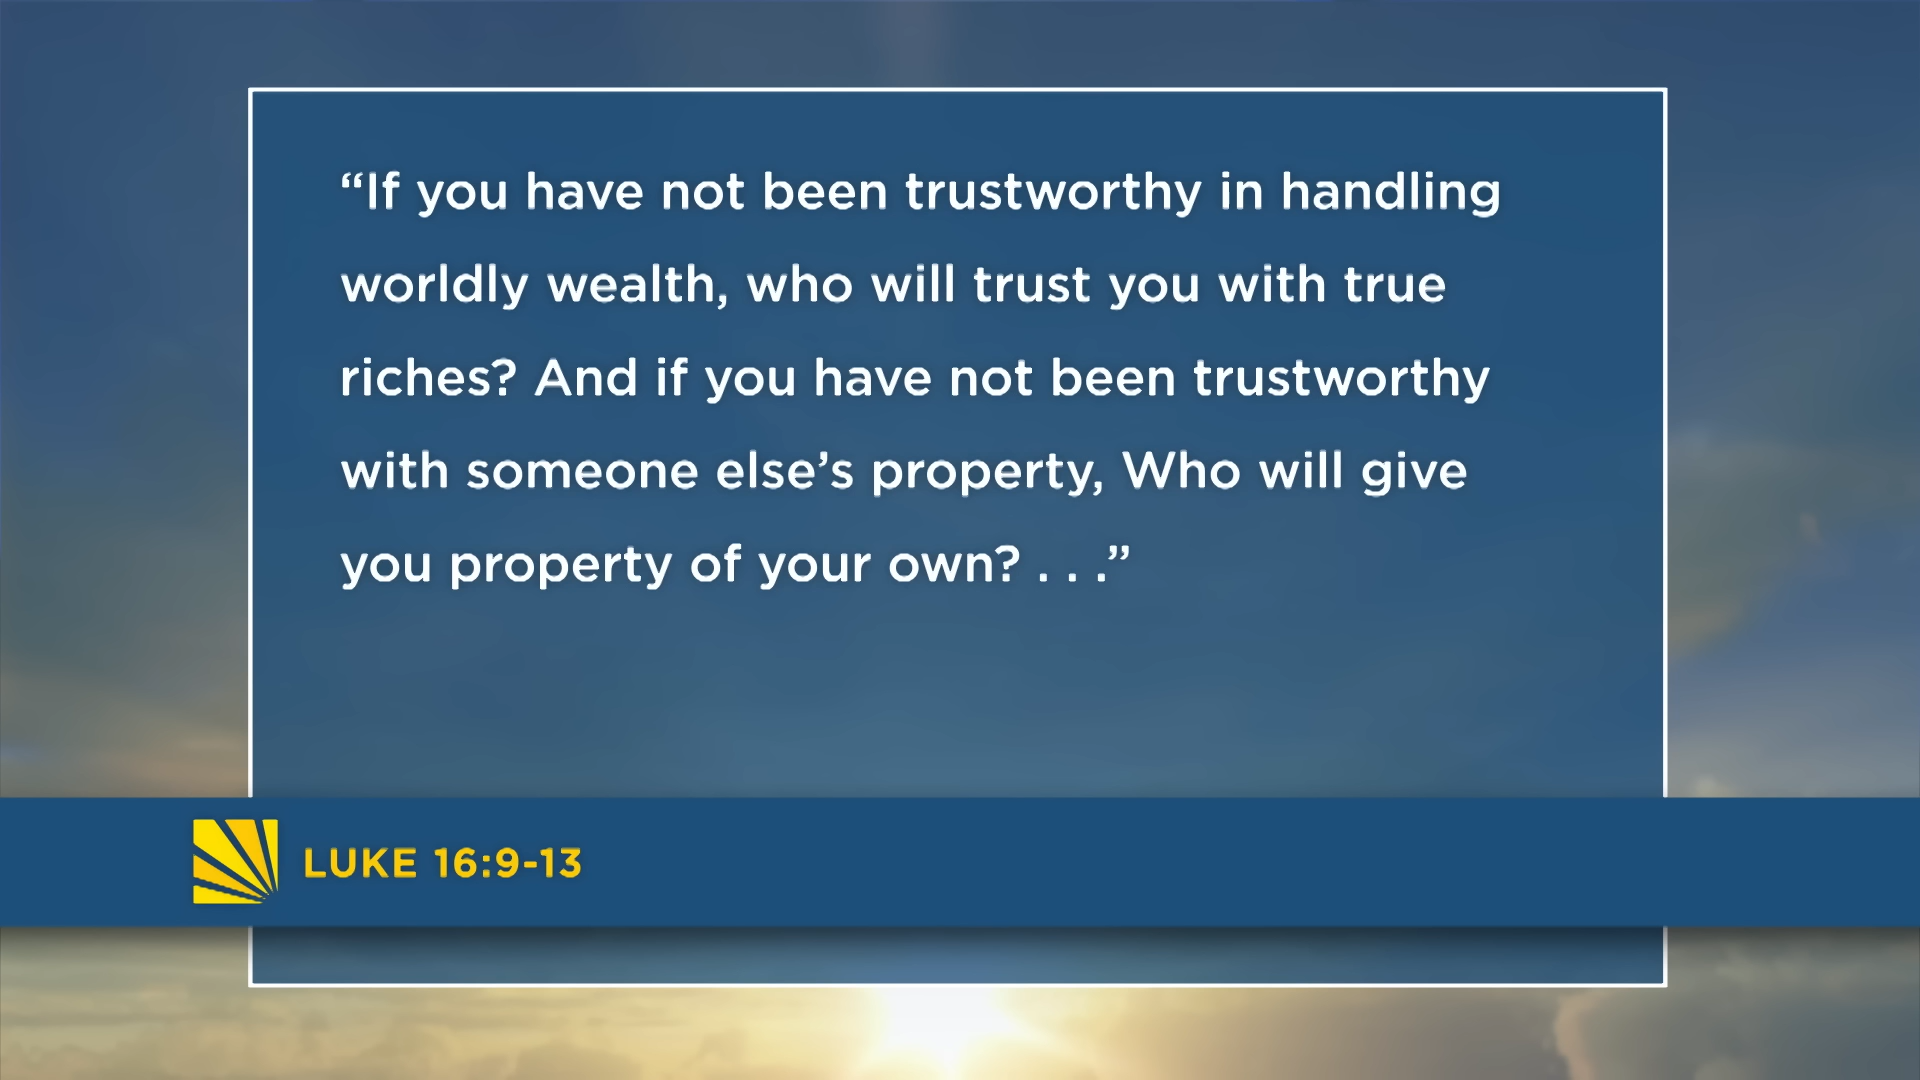 “If you have not been trustworthy in handling
worldly wealth, who will trust you with true
riches? And if you have not been trustworthy
with someone else’s property, Who will give
you property of your own? . . .”
LUKE 16:9-13